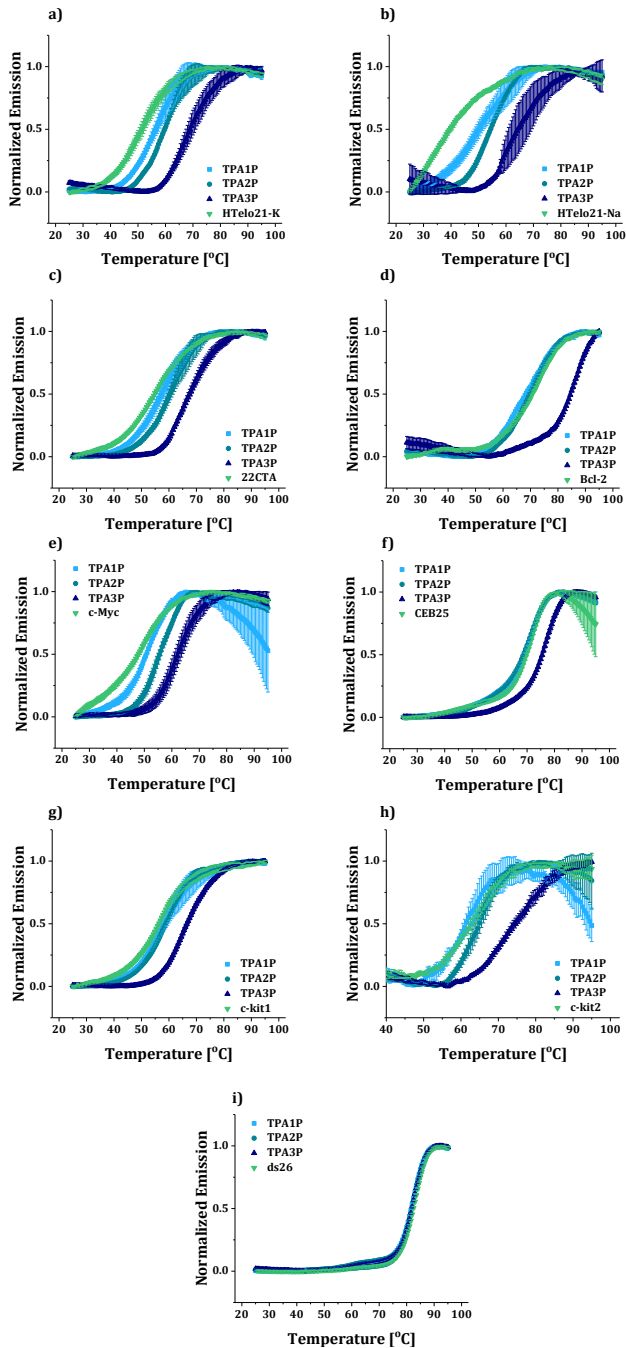 a)
Normalized Emission
1.0
0.5
0.0
TPA1P
TPA2P
TPA3P
HTelo21-K
20 30 40 50 60 70 80 90 100
Temperature [°C]
b)
Normalized Emission
1.0
0.5
0.0
TPA1P
TPA2P
TPA3P
HTelo21-Na
20 30 40 50 60 70 80 90 100
Temperature [°C]
c)
Normalized Emission
1.0
0.5
0.0
TPA1P
TPA2P
TPA3P
22CTA
20 30 40 50 60 70 80 90 100
Temperature [°C]
d)
Normalized Emission
1.0
0.5
0.0
TPA1P
TPA2P
TPA3P
Bcl-2
20 30 40 50 60 70 80 90 100
Temperature [°C]
e)
Normalized Emission
1.0
0.5
0.0
TPA1P
TPA2P
TPA3P
c-Myc
20 30 40 50 60 70 80 90 100
Temperature [°C]
f)
Normalized Emission
1.0
0.5
0.0
TPA1P
TPA2P
TPA3P
CEB25
20 30 40 50 60 70 80 90 100
Temperature [°C]
g)
Normalized Emission
1.0
0.5
0.0
TPA1P
TPA2P
TPA3P
c-kit1
20 30 40 50 60 70 80 90 100
Temperature [°C]
h)
Normalized Emission
1.0
0.5
0.0
TPA1P
TPA2P
TPA3P
c-kit2
40 50 60 70 80 90 100
Temperature [°C]
i)
Normalized Emission
1.0
0.5
0.0
TPA1P
TPA2P
TPA3P
ds26
20 30 40 50 60 70 80 90 100
Temperature [°C]